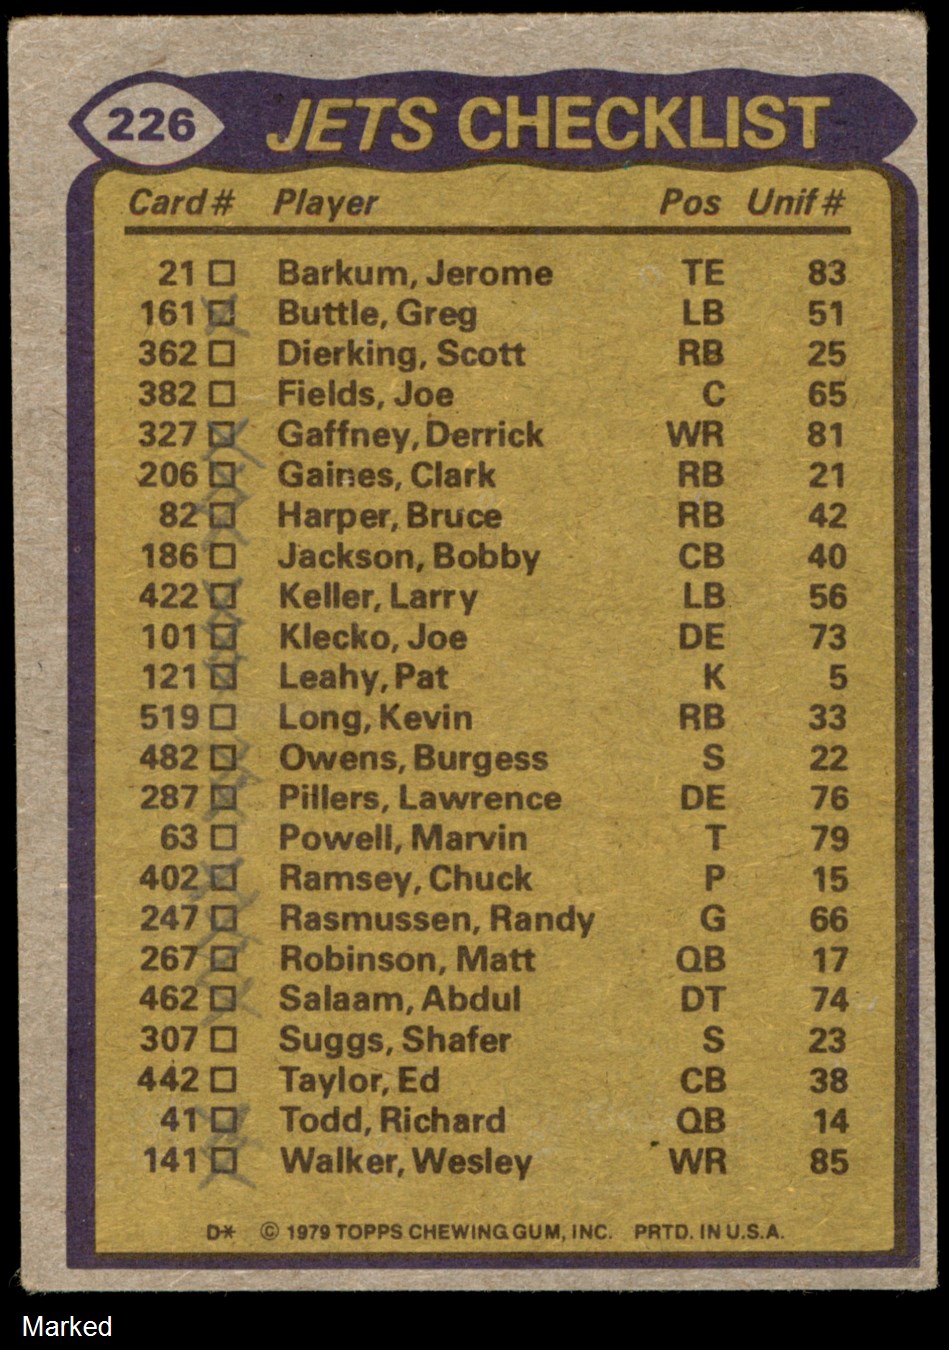 226 JETS CHECKLIST
Card# Player Pos Unif#
21 Barkum, Jerome TE 83
161 Buttle, Greg LB 51
362 Dierking, Scott RB 25
382 Fields, Joe C 65
327 Gaffney, Derrick WR 81
206 Gaines, Clark RB 21
82 Harper, Bruce RB 42
186 Jackson, Bobby CB 40
422 Keller, Larry LB 56
101 Klecko, Joe DE 73
121 Leahy, Pat K 5
519 Long, Kevin RB 33
482 Owens, Burgess S 22
287 Pillers, Lawrence DE 76
63 Powell, Marvin T 79
402 Ramsey, Chuck P 15
247 Rasmussen, Randy G 66
267 Robinson, Matt QB 17
462 Salaam, Abdul DT 74
307 Suggs, Shafer S 23
442 Taylor, Ed CB 38
41 Todd, Richard QB 14
141 Walker, Wesley WR 85
D* © 1979 TOPPS CHEWING GUM, INC. PRTD. IN U.S.A.
Marked